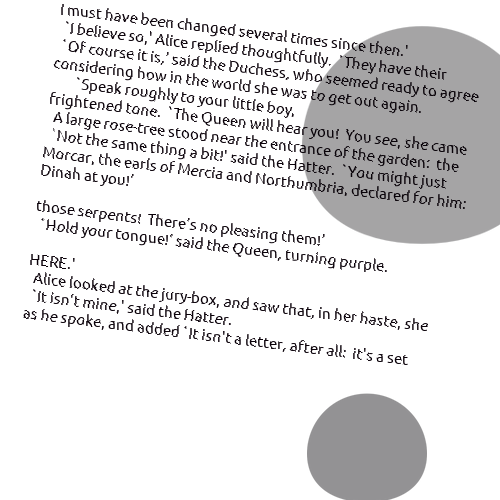 I must have been changed several times since then.'
`I believe so,' Alice replied thoughtfully. `They have their
`Of course it is,' said the Duchess, who seemed ready to agree
considering how in the world she was to get out again.
`Speak roughly to your little boy,
frightened tone. `The Queen will hear you! You see, she came
A large rose-tree stood near the entrance of the garden: the
`Not the same thing a bit!' said the Hatter. `You might just
Morcar, the earls of Mercia and Northumbria, declared for him:
Dinah at you!'

those serpents! There's no pleasing them!'
`Hold your tongue!' said the Queen, turning purple.

HERE.'
Alice looked at the jury-box, and saw that, in her haste, she
`It isn't mine,' said the Hatter.
as he spoke, and added `It isn't a letter, after all: it's a set